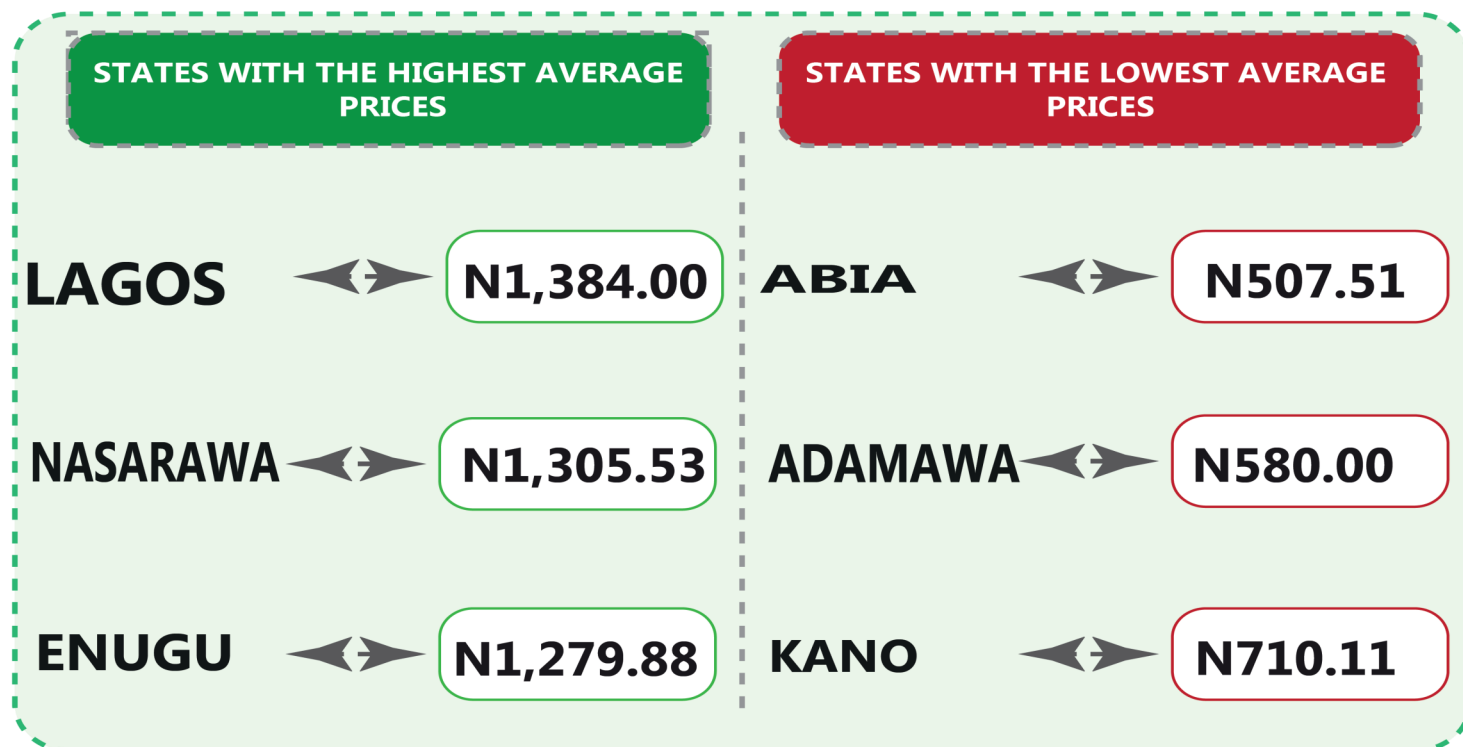 STATES WITH THE HIGHEST AVERAGE
PRICES
LAGOS N1,384.00
NASARAWA N1,305.53
ENUGU N1,279.88
STATES WITH THE LOWEST AVERAGE
PRICES
ABIA N507.51
ADAMAWA N580.00
KANO N710.11